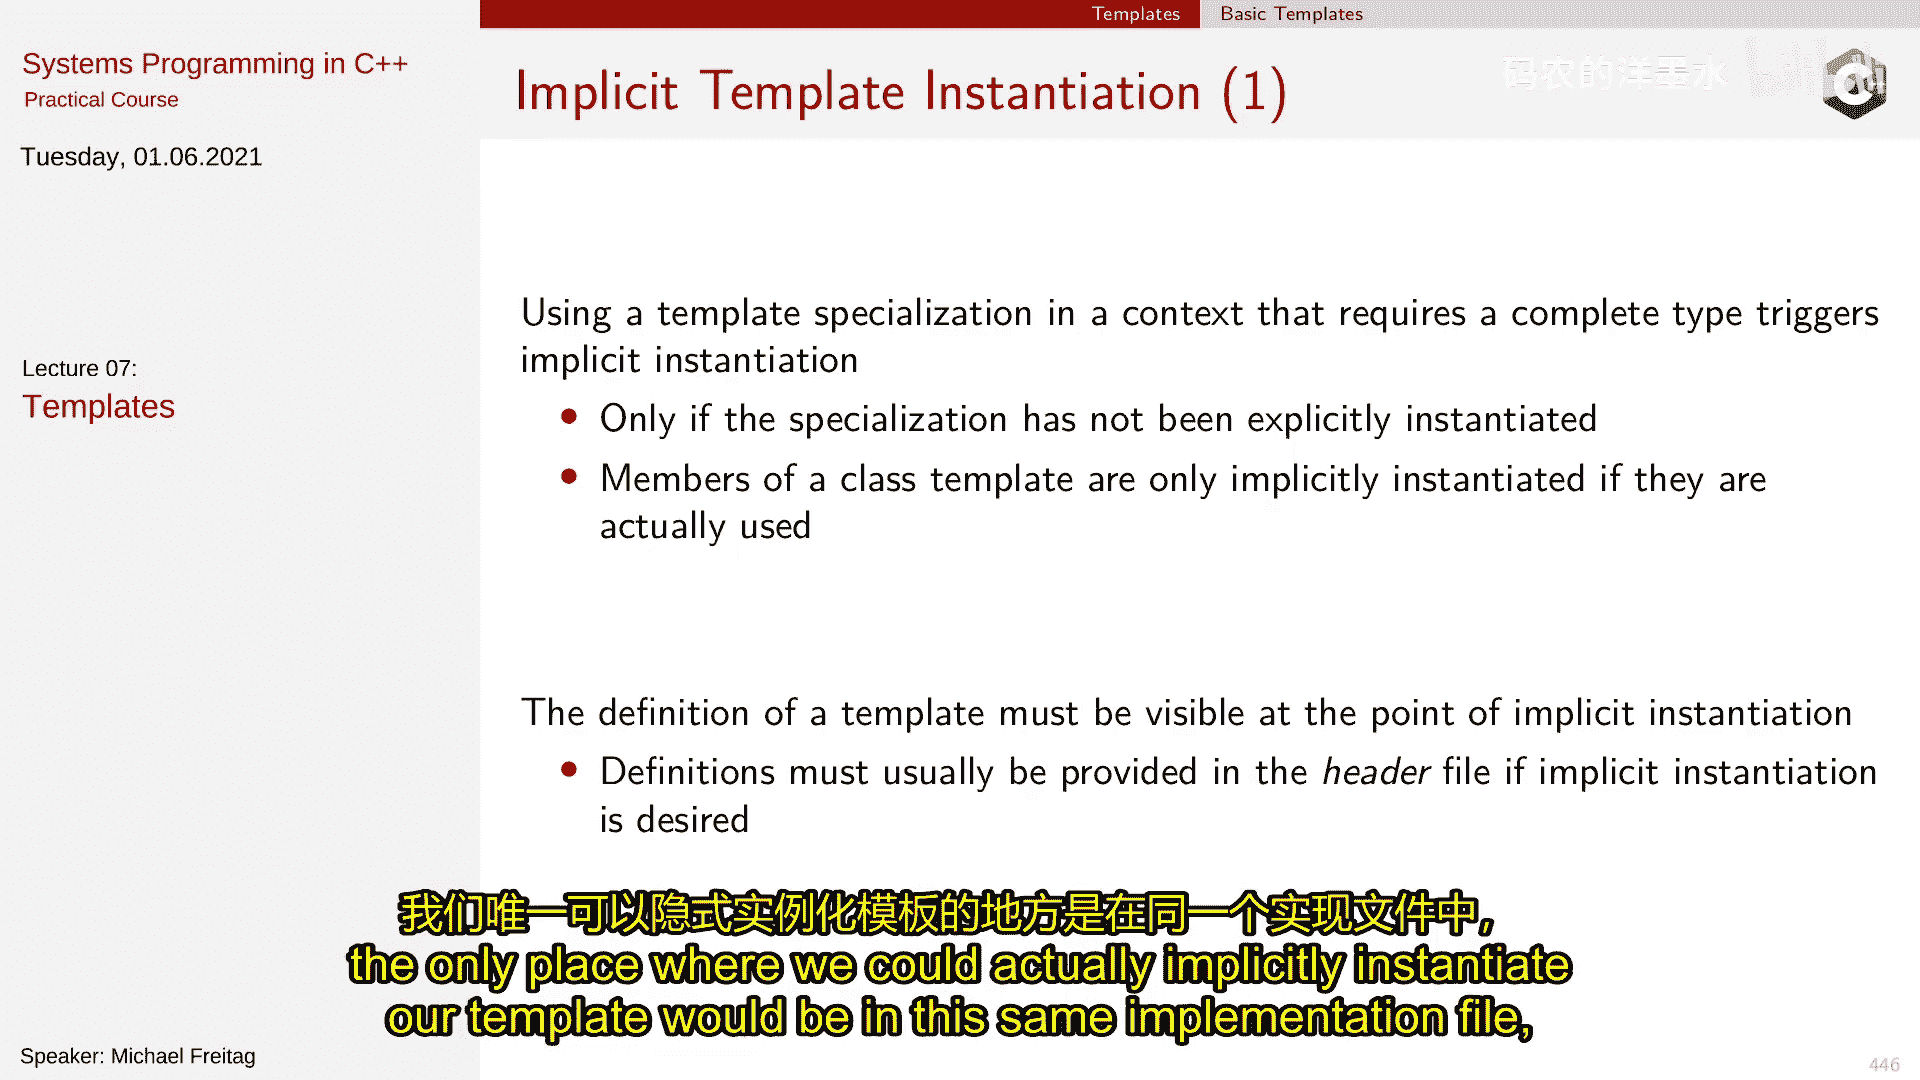 Templates
Basic Templates
Systems Programming in C++
Practical Course
Tuesday, 01.06.2021
Implicit Template Instantiation (1)
码农的洋墨水
Using a template specialization in a context that requires a complete type triggers
implicit instantiation
• Only if the specialization has not been explicitly instantiated
• Members of a class template are only implicitly instantiated if they are
actually used
Lecture 07:
Templates
The definition of a template must be visible at the point of implicit instantiation
• Definitions must usually be provided in the header file if implicit instantiation
is desired
我们唯一可以隐式实例化模板的地方是在同一个实现文件中，
the only place where we could actually implicitly instantiate
our template would be in this same implementation file,
Speaker: Michael Freitag
446